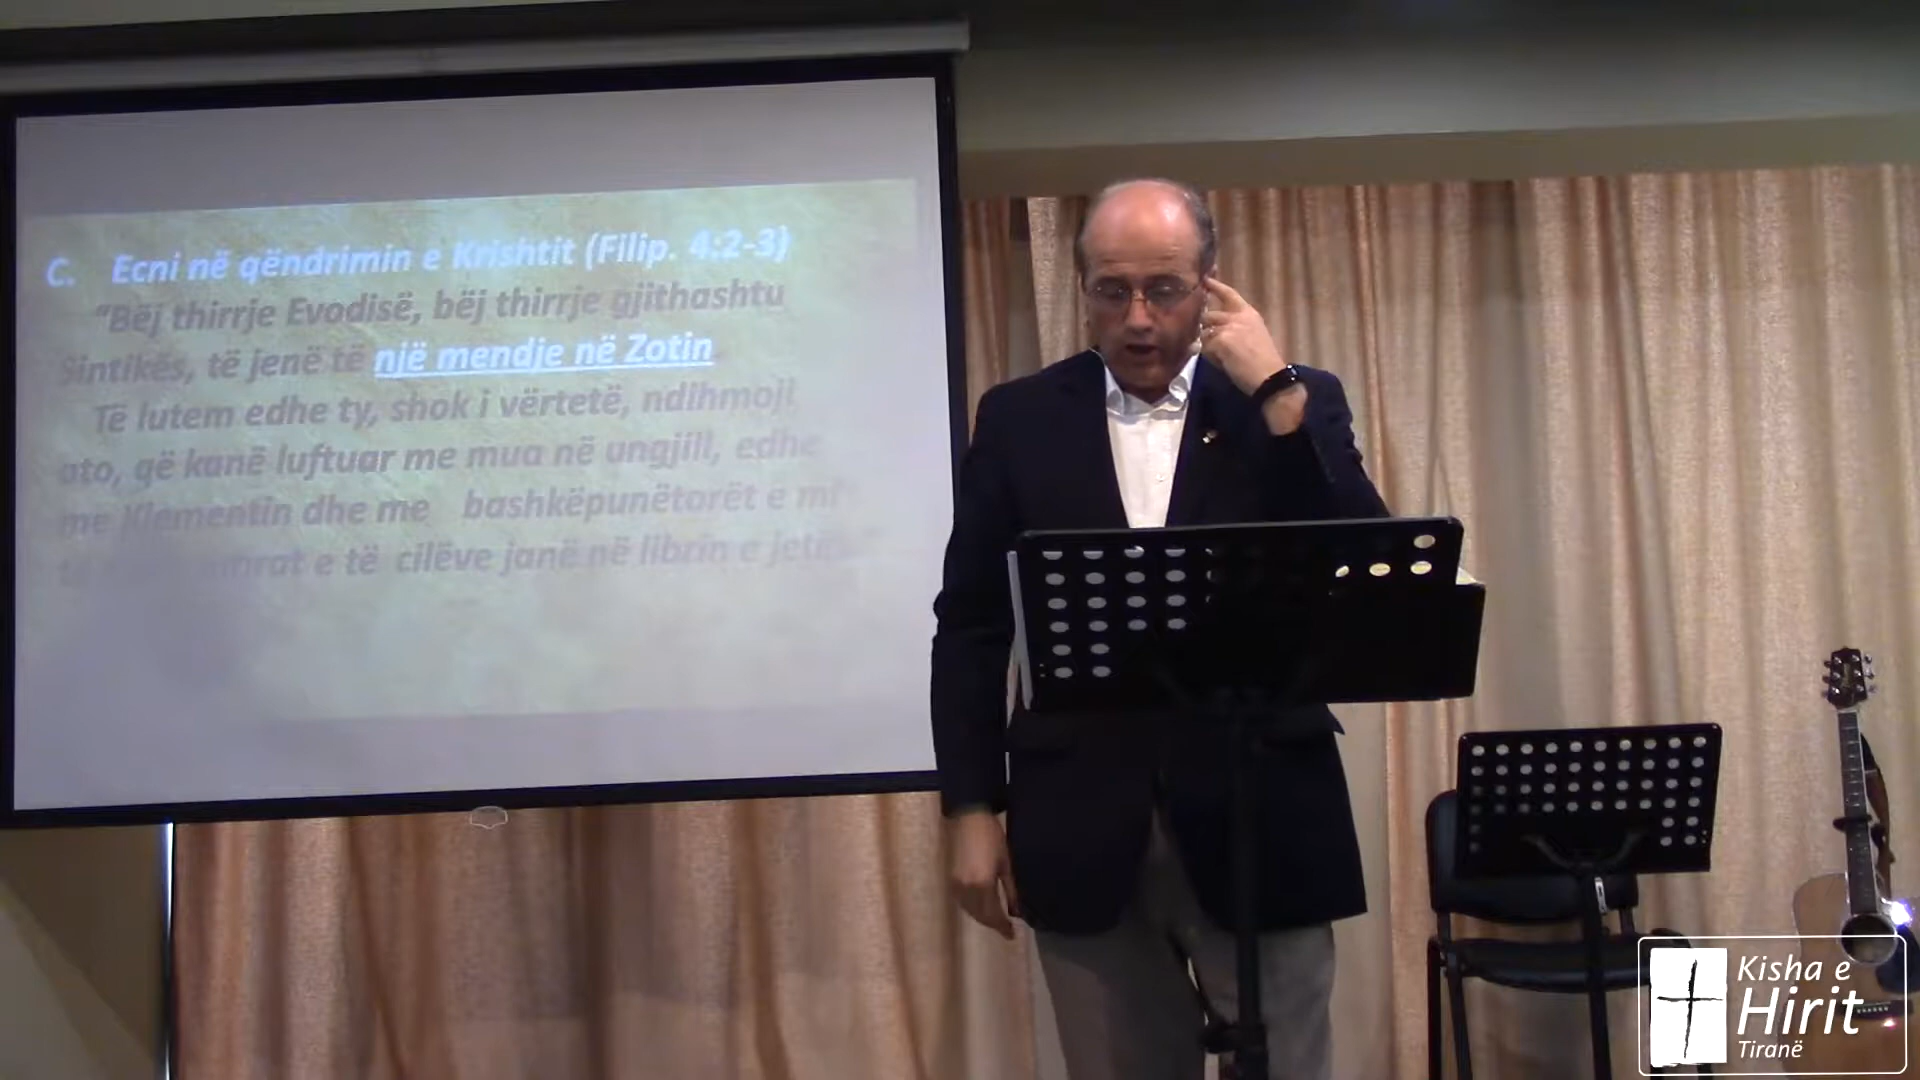 C. Ecni në qëndrimin e Krishtit (Filip. 4:2-3)
"Bëj thirrje Evodisë, bëj thirrje gjithashtu
Sintikës, të jenë të një mendje në Zotin
Të lutem edhe ty, shok i vërtetë, ndihmoji
ato, që kanë luftuar me mua në ungjill, edhe
me Klementin dhe me bashkëpunëtorët e mi
e të cilëve janë në librin e
Kisha e
Hirit
Tiranë